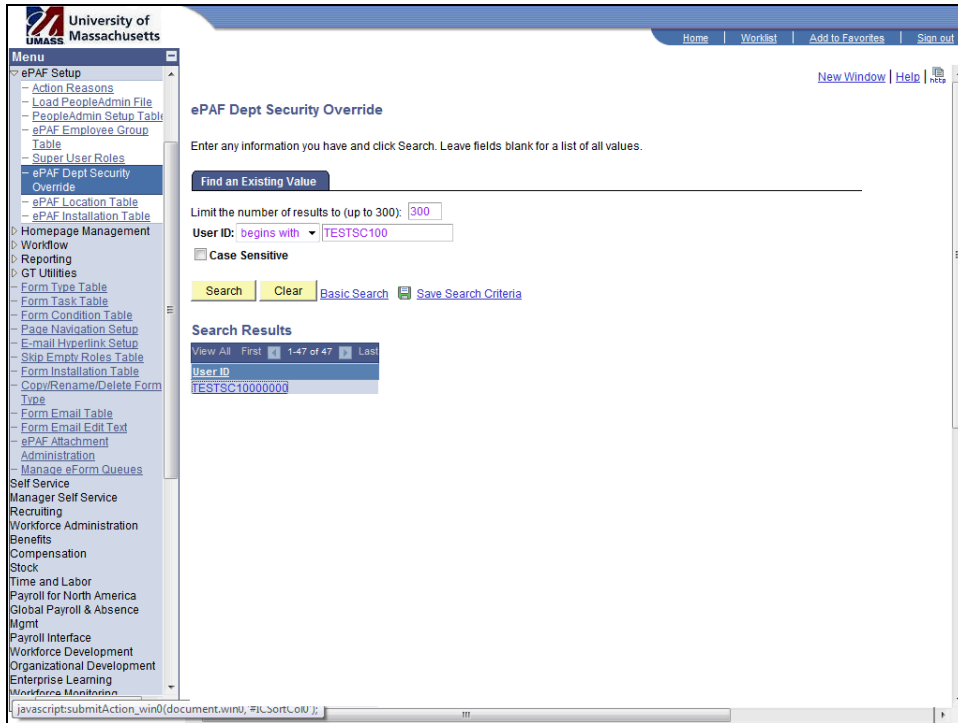 University of
Massachusetts
UMASS
Home | Worklist | Add to Favorites | Sign out
Menu
ePAF Setup
– Action Reasons
– Load PeopleAdmin File
– PeopleAdmin Setup Table
– ePAF Employee Group
Table
– Super User Roles
– ePAF Dept Security
Override
– ePAF Location Table
– ePAF Installation Table
Homepage Management
Workflow
Reporting
GT Utilities
– Form Type Table
– Form Task Table
– Form Condition Table
– Page Navigation Setup
– E-mail Hyperlink Setup
– Skip Empty Roles Table
– Form Installation Table
– Copy/Rename/Delete Form
Type
– Form Email Table
– Form Email Edit Text
– ePAF Attachment
Administration
– Manage eForm Queues
Self Service
Manager Self Service
Recruiting
Workforce Administration
Benefits
Compensation
Stock
Time and Labor
Payroll for North America
Global Payroll & Absence
Mgmt
Payroll Interface
Workforce Development
Organizational Development
Enterprise Learning
Workforce Monitoring
javascript:submitAction_win0(document.win0,'#ICSortCol0');
New Window | Help | http
ePAF Dept Security Override
Enter any information you have and click Search. Leave fields blank for a list of all values.
Find an Existing Value
Limit the number of results to (up to 300): 300
User ID: begins with TESTSC100
Case Sensitive
Search Clear Basic Search Save Search Criteria
Search Results
View All First 1-47 of 47 Last
User ID
TESTSC10000000